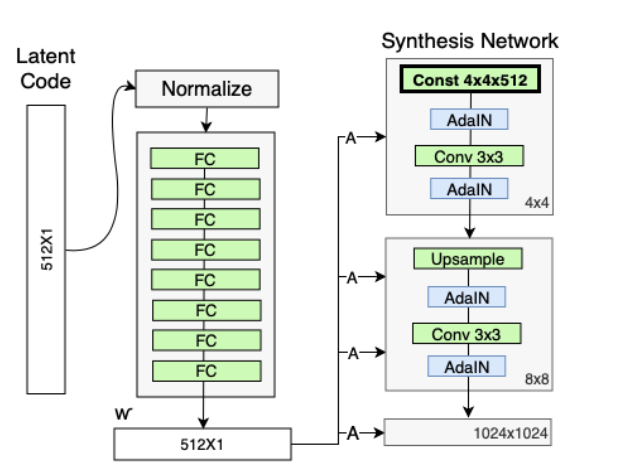 Latent
Code
512X1
Normalize
FC
FC
FC
FC
FC
FC
FC
FC
w
512X1
Synthesis Network
Const 4x4x512
AdaIN
A
Conv 3x3
AdaIN
4x4
Upsample
A
AdaIN
Conv 3x3
A
AdaIN
8x8
A
1024x1024